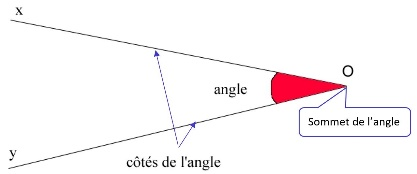 x
O
angle
Sommet de l'angle
y
côtés de l'angle